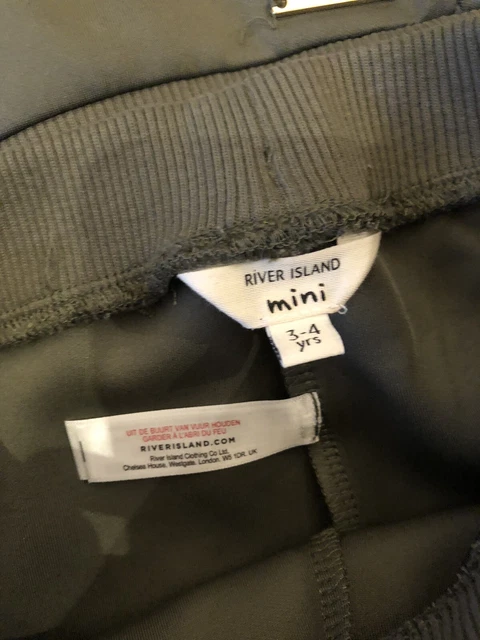 RIVER ISLAND
mini
3-4
yrs
UIT DE BUURT VAN VUUR HOUDEN
GARDER À L'ABRI DU FEU
RIVERISLAND.COM
River Island Clothing Co Ltd.
Chelsea House, Westgate, London. W5 1DR. UK